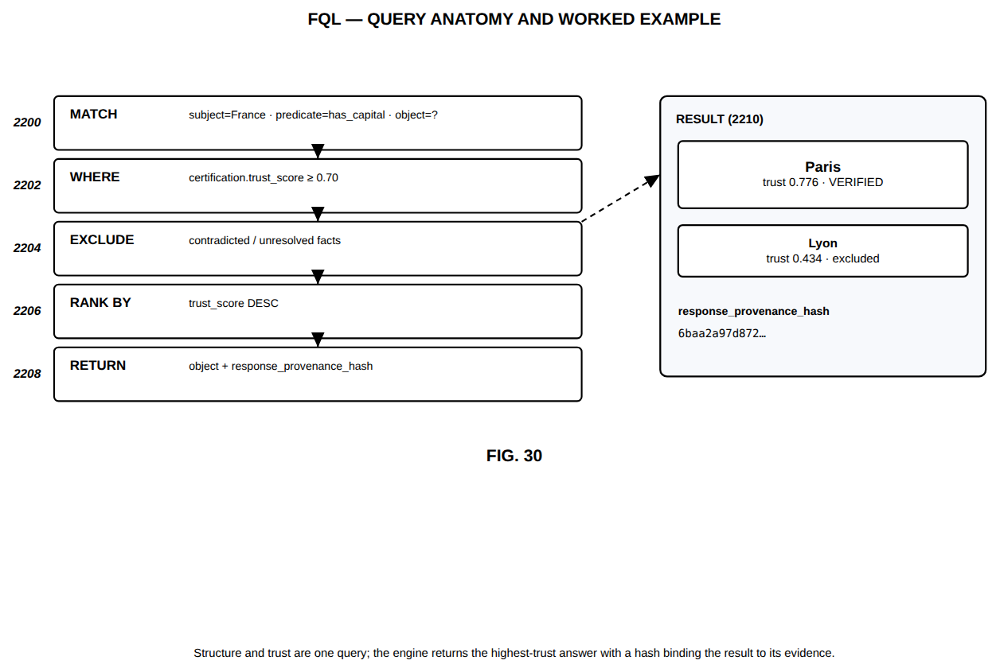 FQL — QUERY ANATOMY AND WORKED EXAMPLE
2200
MATCH
subject=France · predicate=has_capital · object=?
2202
WHERE
certification.trust_score ≥ 0.70
2204
EXCLUDE
contradicted / unresolved facts
2206
RANK BY
trust_score DESC
2208
RETURN
object + response_provenance_hash
RESULT (2210)
Paris
trust 0.776 · VERIFIED
Lyon
trust 0.434 · excluded
response_provenance_hash
6baa2a97d872…
FIG. 30
Structure and trust are one query; the engine returns the highest-trust answer with a hash binding the result to its evidence.